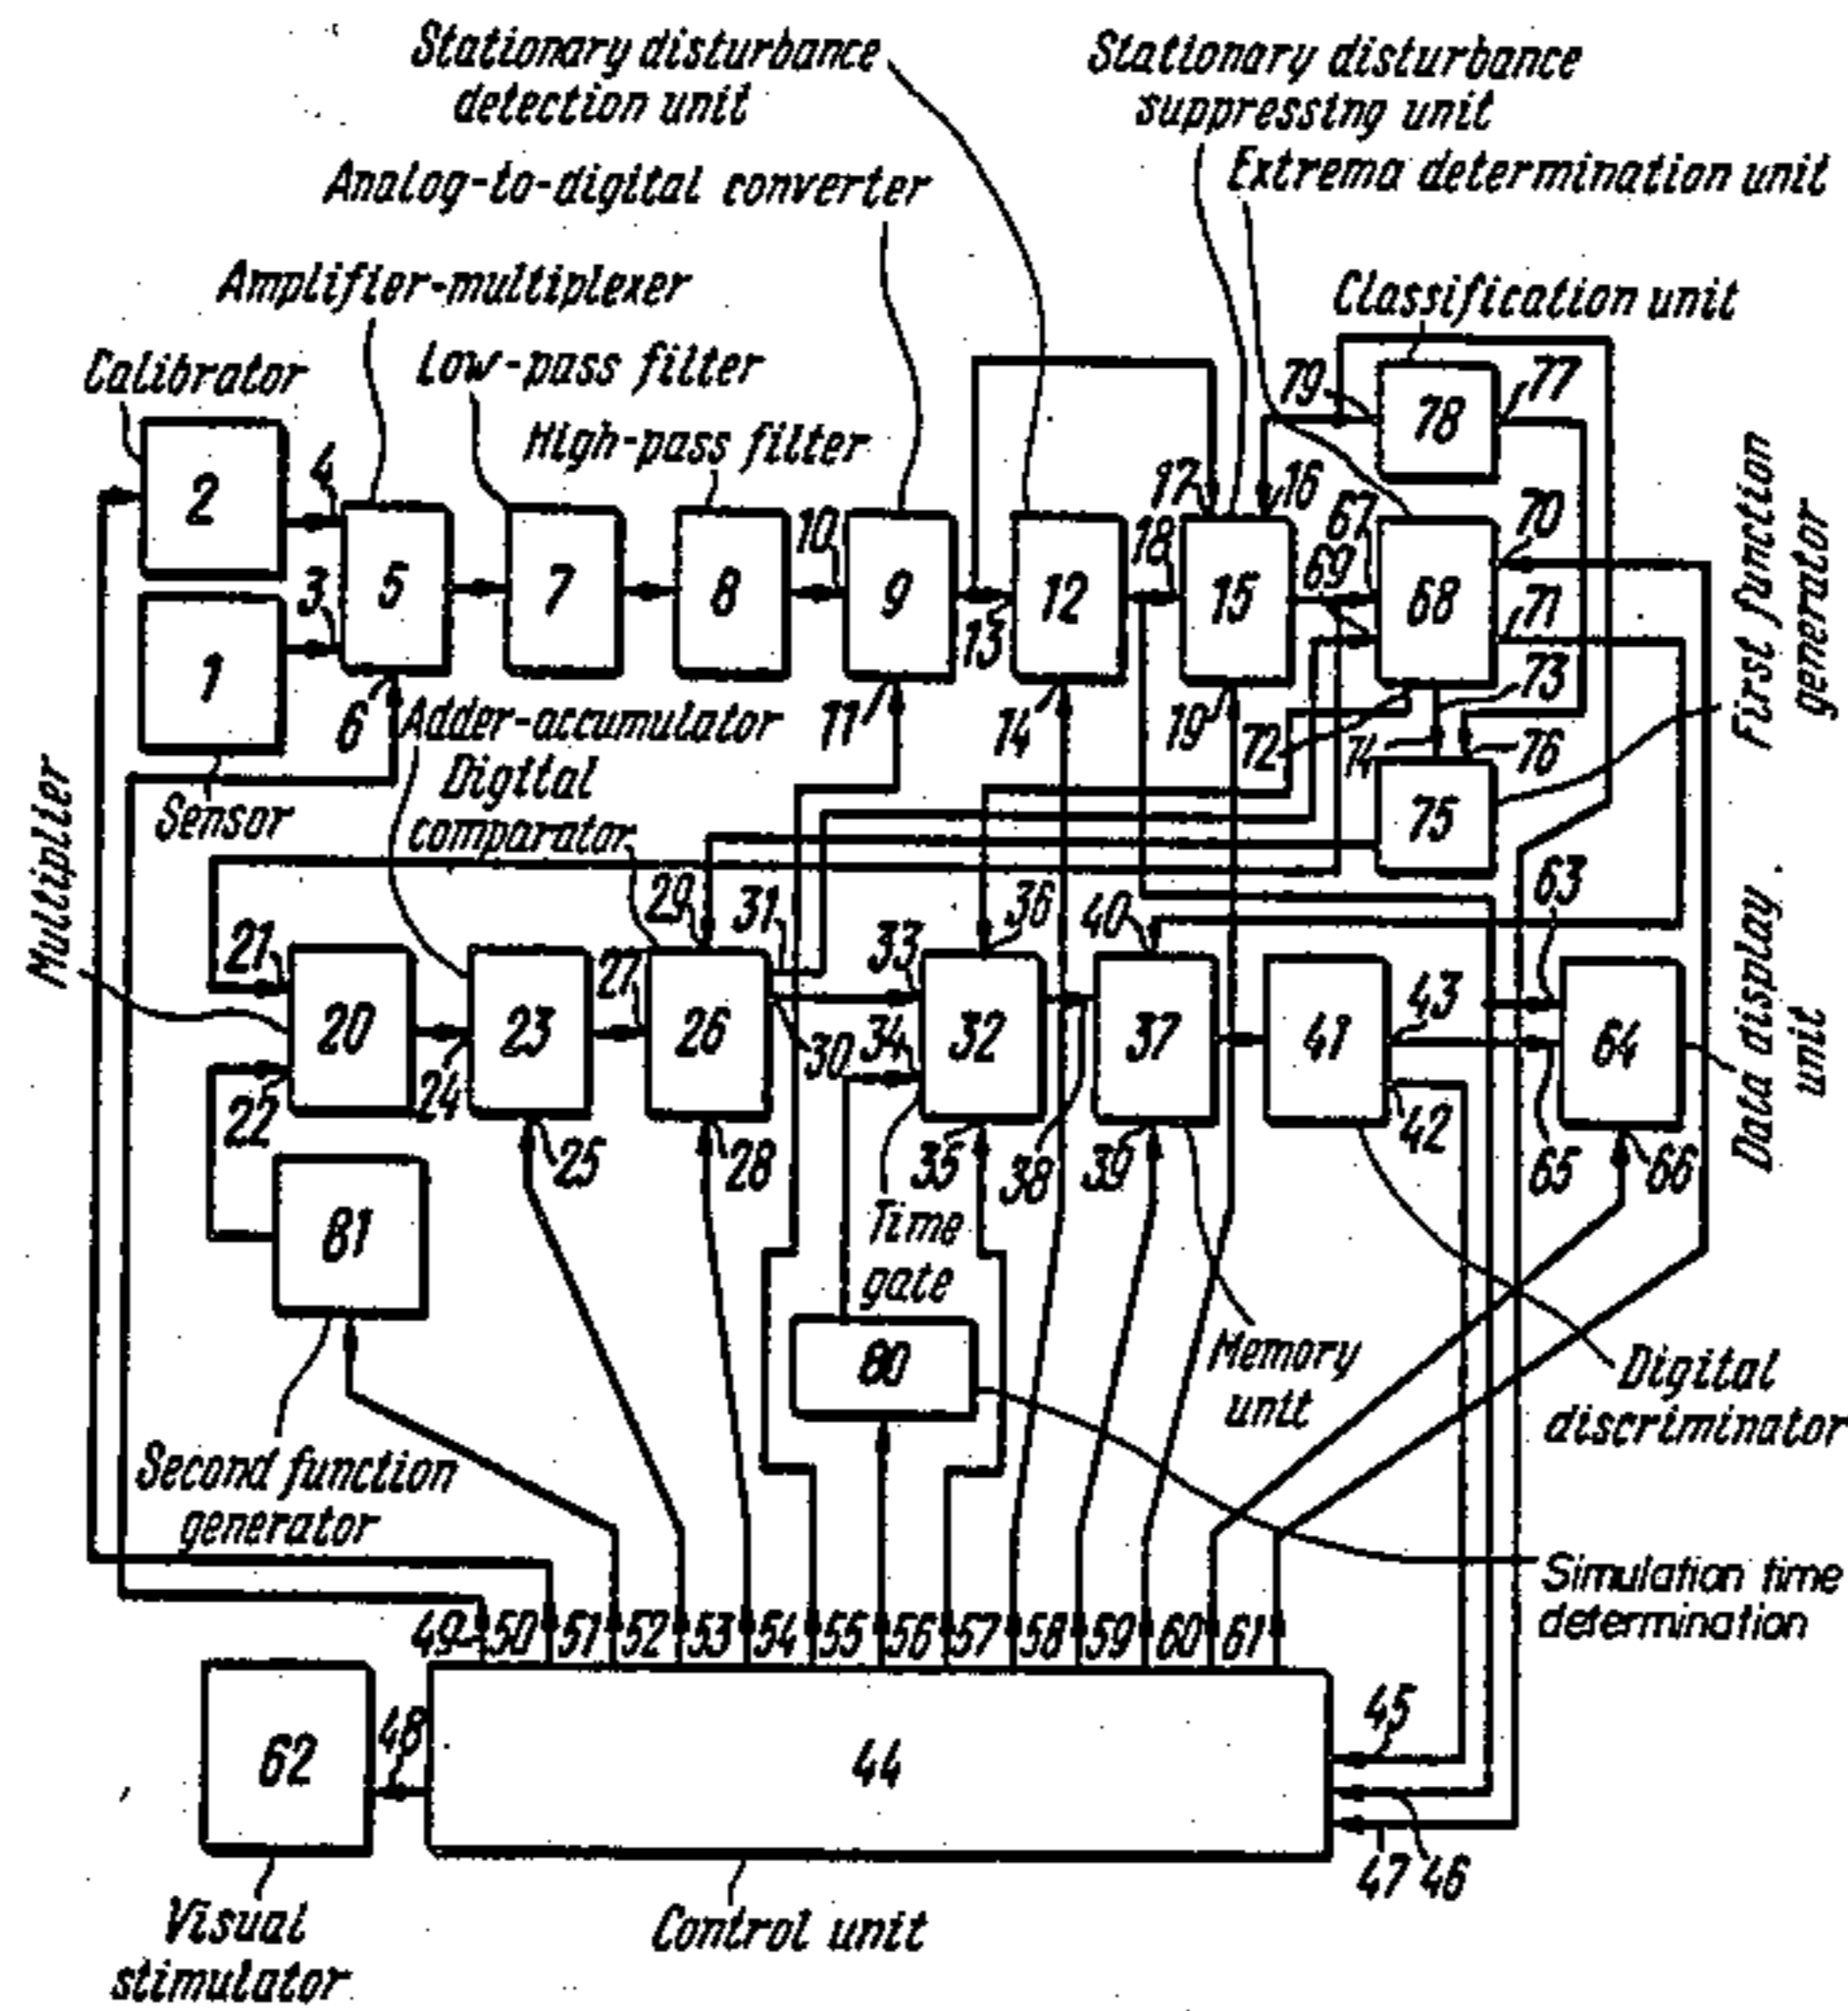 Stationary disturbance
detection unit
Stationary disturbance
suppressing unit
Analog-to-digital converter
Extrema determination unit
Amplifier-multiplexer
Classification unit
Calibrator
Low-pass filter
High-pass filter
79
78
77
2
4
17
16
67
70
5
7
8
10
9
12
18
15
69
68
3
13
71
1
6
11
14
19
72
73
First function
generator
Adder-accumulator
74
76
Sensor
Digital
comparator
75
Multiplier
29
31
36
40
63
21
27
33
43
20
23
26
30
34
32
37
41
64
22
24
42
25
28
35
38
39
65
66
Data display
unit
81
Time
gate
80
Memory
unit
Digital
discriminator
Second function
generator
Simulation time
determination
49
50
51
52
53
54
55
56
57
58
59
60
61
62
48
44
45
47
46
Visual
stimulator
Control unit